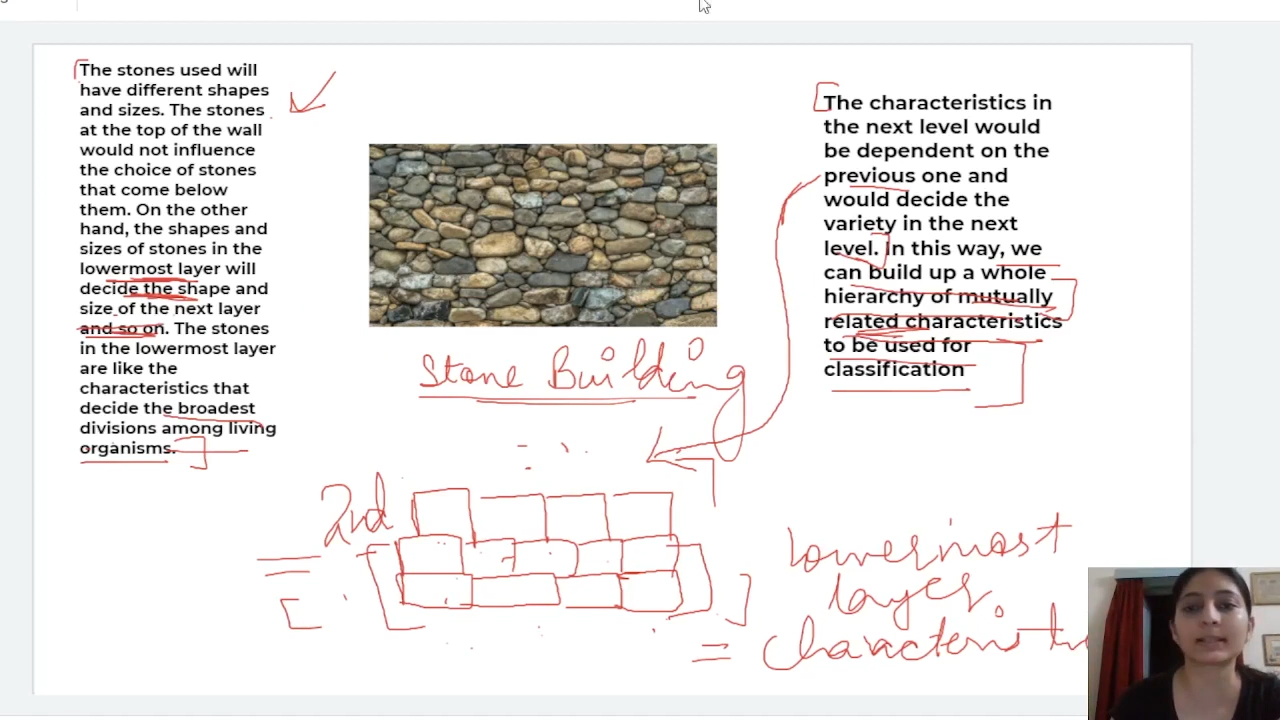 The stones used will
have different shapes
and sizes. The stones
at the top of the wall
would not influence
the choice of stones
that come below
them. On the other
hand, the shapes and
sizes of stones in the
lowermost layer will
decide the shape and
size of the next layer
and so on. The stones
in the lowermost layer
are like the
characteristics that
decide the broadest
divisions among living
organisms.
Stone Building
2nd
The characteristics in
the next level would
be dependent on the
previous one and
would decide the
variety in the next
level. In this way, we
can build up a whole
hierarchy of mutually
related characteristics
to be used for
classification
lowermost
layer
=